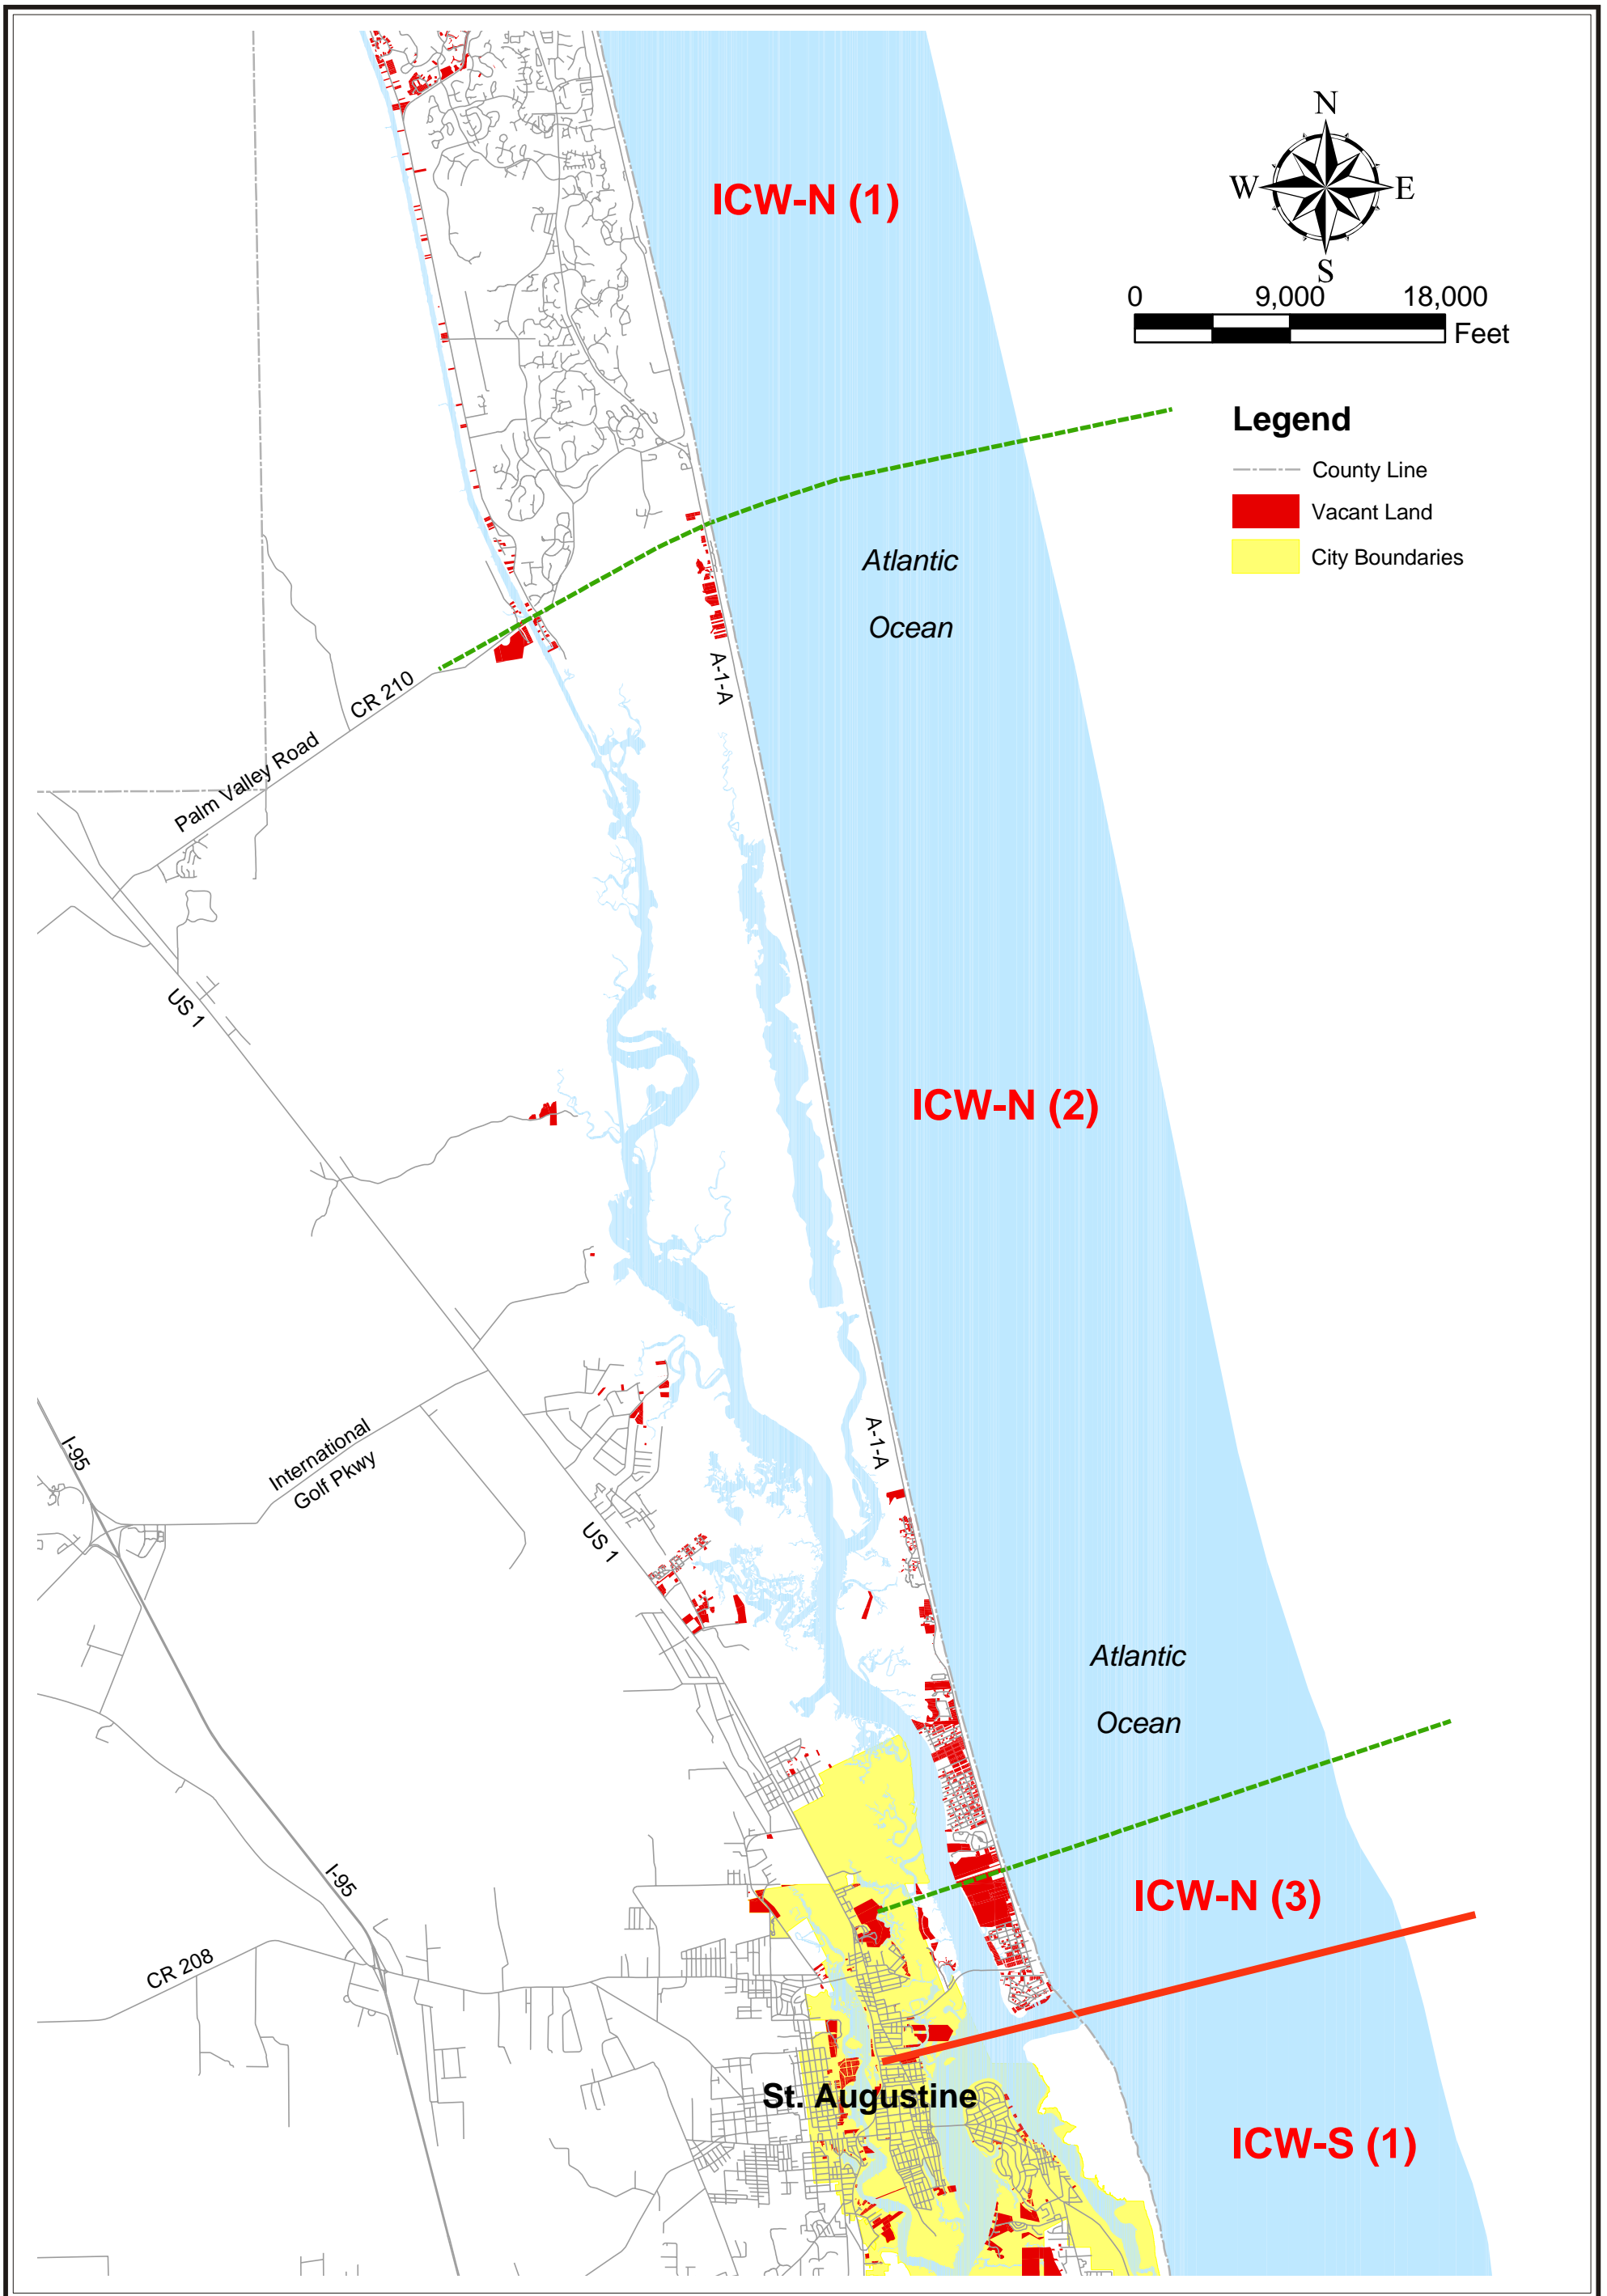 N
ICW-N (1)
W
E
S
0 9,000 18,000
Feet
Legend
County Line
Vacant Land
City Boundaries
Atlantic
Ocean
A-1-A
CR 210
Palm Valley Road
US 1
ICW-N (2)
A-1-A
I-95
International
Golf Pkwy
US 1
Atlantic
Ocean
I-95
ICW-N (3)
CR 208
St. Augustine
ICW-S (1)